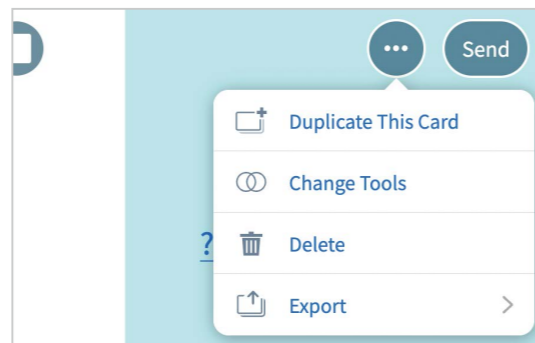 Send
Duplicate This Card
Change Tools
?
Delete
Export